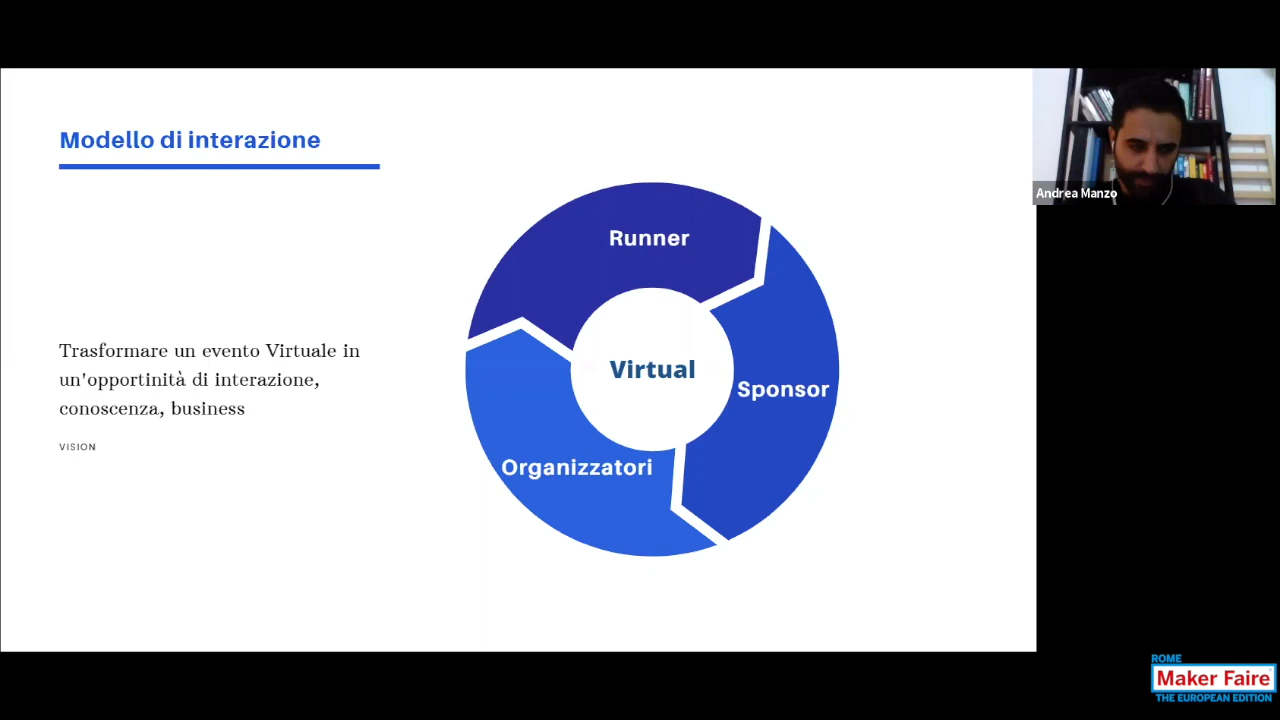 Modello di interazione
Runner
Trasformare un evento Virtuale in
un'opportinità di interazione,
conoscenza, business
VISION
Virtual
Sponsor
Organizzatori
Andrea Manzo
ROME
Maker Faire
THE EUROPEAN EDITION